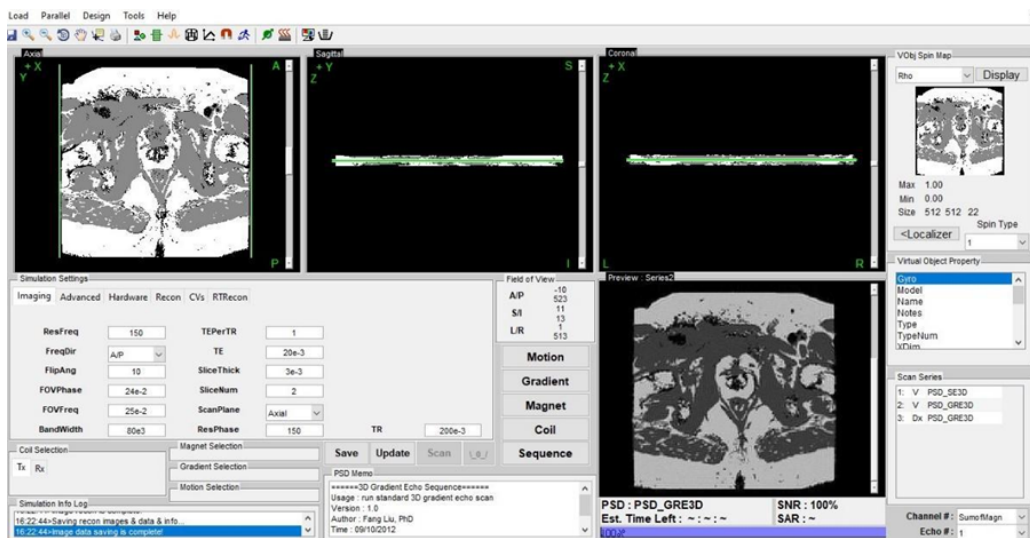 Load Parallel Design Tools Help
Axial
+ X
A
Y
P
Sagittal
+ Y
S
Z
I
Coronal
+ X
Z
L
R
VObj Spin Map
Rho
Display
Max 1.00
Min 0.00
Size 512 512 22
Spin Type
<Localizer
1
Virtual Object Property
Gyro
Model
Name
Notes
Type
TypeNum
XDim
Simulation Settings
Imaging Advanced Hardware Recon CVs RTRecon
ResFreq 150 TEPerTR 1
FreqDir A/P TE 20e-3
FlipAng 10 SliceThick 3e-3
FOVPhase 24e-2 SliceNum 2
FOVFreq 25e-2 ScanPlane Axial
BandWidth 80e3 ResPhase 150 TR 200e-3
Field of View
A/P -10 523
S/I 11 13
L/R 1 513
Motion
Gradient
Magnet
Coil
Sequence
Preview : Series2
Scan Series
1: V PSD_SE3D
2: V PSD_GRE3D
3: Dx PSD_GRE3D
Coil Selection
Tx Rx
Magnet Selection
Gradient Selection
Motion Selection
Save Update Scan \_0_/
PSD Memo
======3D Gradient Echo Sequence======
Usage : run standard 3D gradient echo scan
Version : 1.0
Author : Fang Liu, PhD
Time : 09/10/2012
Simulation Info Log
16:22:44>Saving recon images & data & info...
16:22:44>Image data saving is complete!
PSD : PSD_GRE3D SNR : 100%
Est. Time Left : ~ : ~ : ~ SAR : ~
100%
Channel # : SumofMagn
Echo # : 1